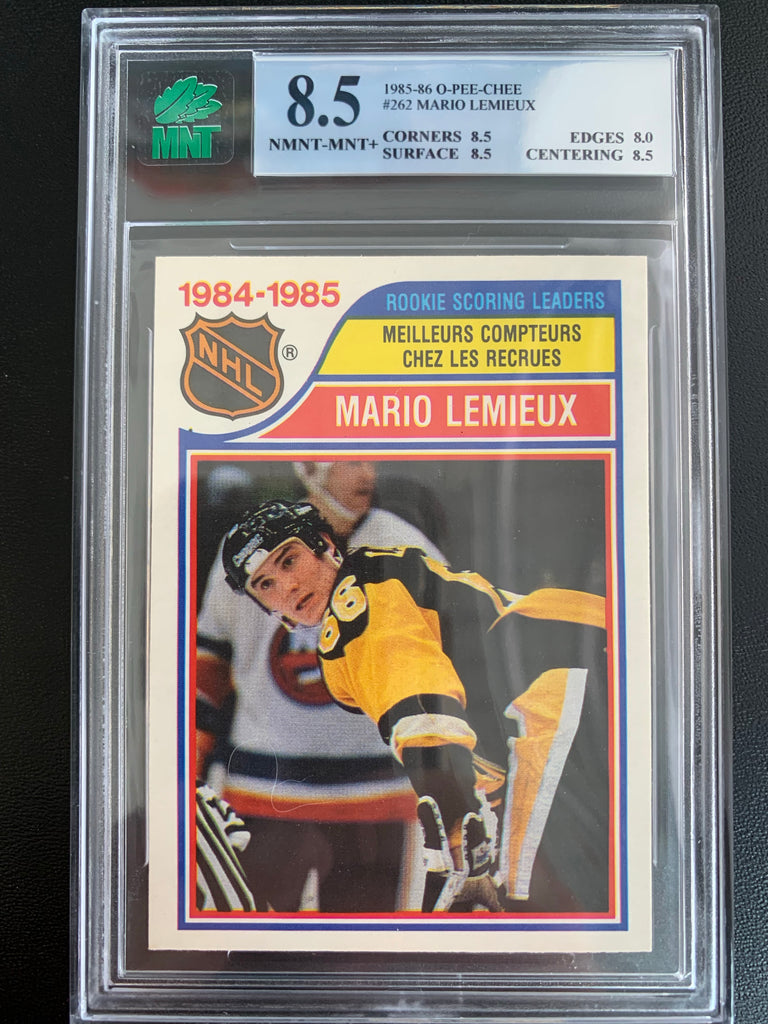 MNT
8.5
NMNT-MNT+
1985-86 O-PEE-CHEE
#262 MARIO LEMIEUX
CORNERS 8.5 EDGES 8.0
SURFACE 8.5 CENTERING 8.5
1984-1985
NHL
®
ROOKIE SCORING LEADERS
MEILLEURS COMPTEURS
CHEZ LES RECRUES
MARIO LEMIEUX
66